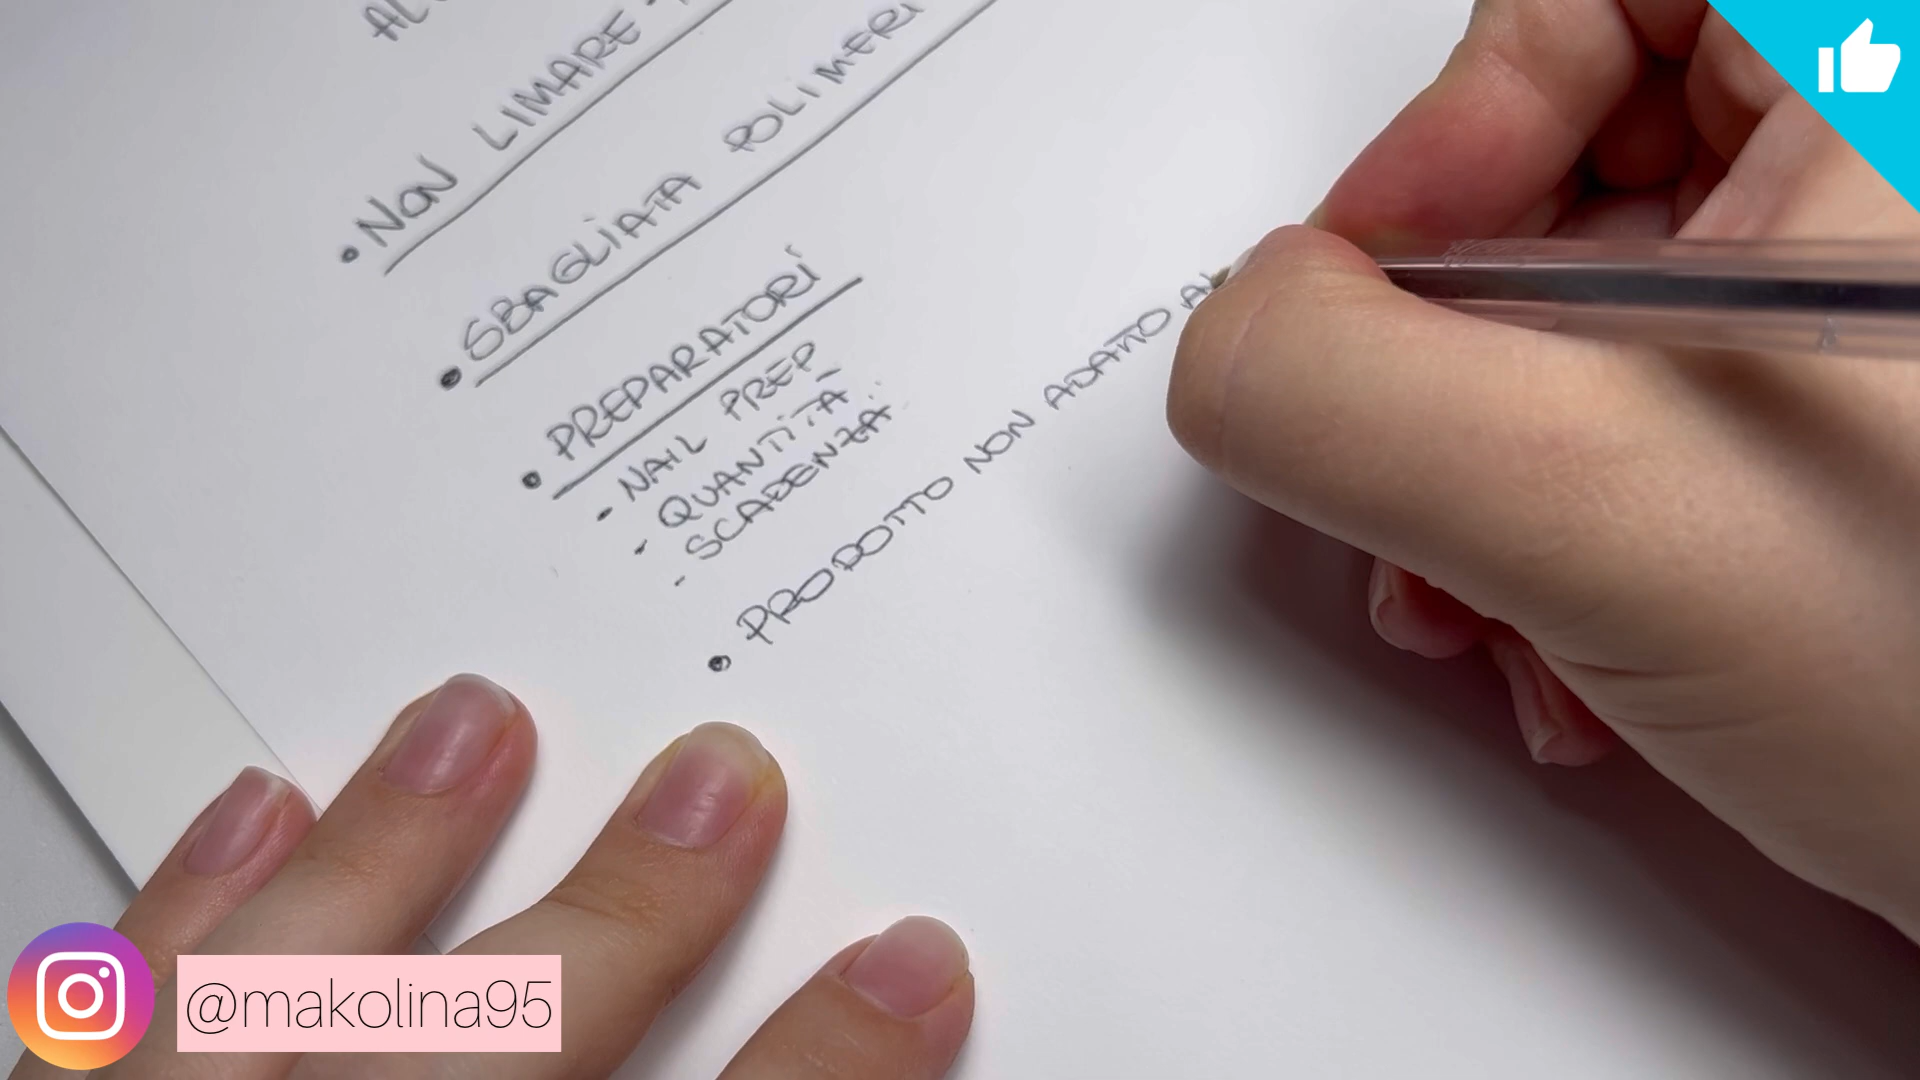 NON LIMARE
SBAGLIATA POLIMERI
PREPARATORI
NAIL PREP
- QUANTITÀ
- SCADENZA
PRODOTTO NON ADATTO
@makolina95